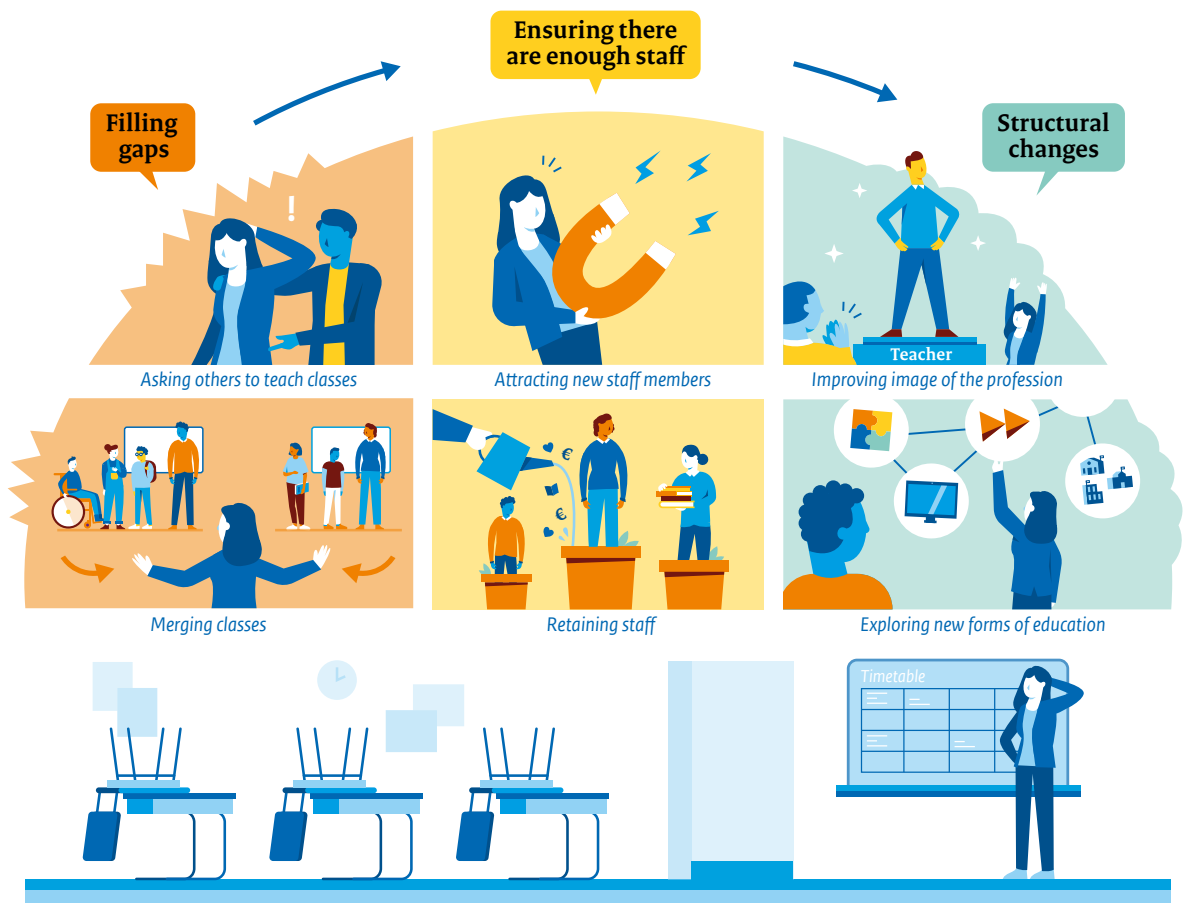 Ensuring there
are enough staff
Filling
gaps
Structural
changes
!
Teacher
Asking others to teach classes
Attracting new staff members
Improving image of the profession
€
€
Merging classes
Retaining staff
Exploring new forms of education
Timetable